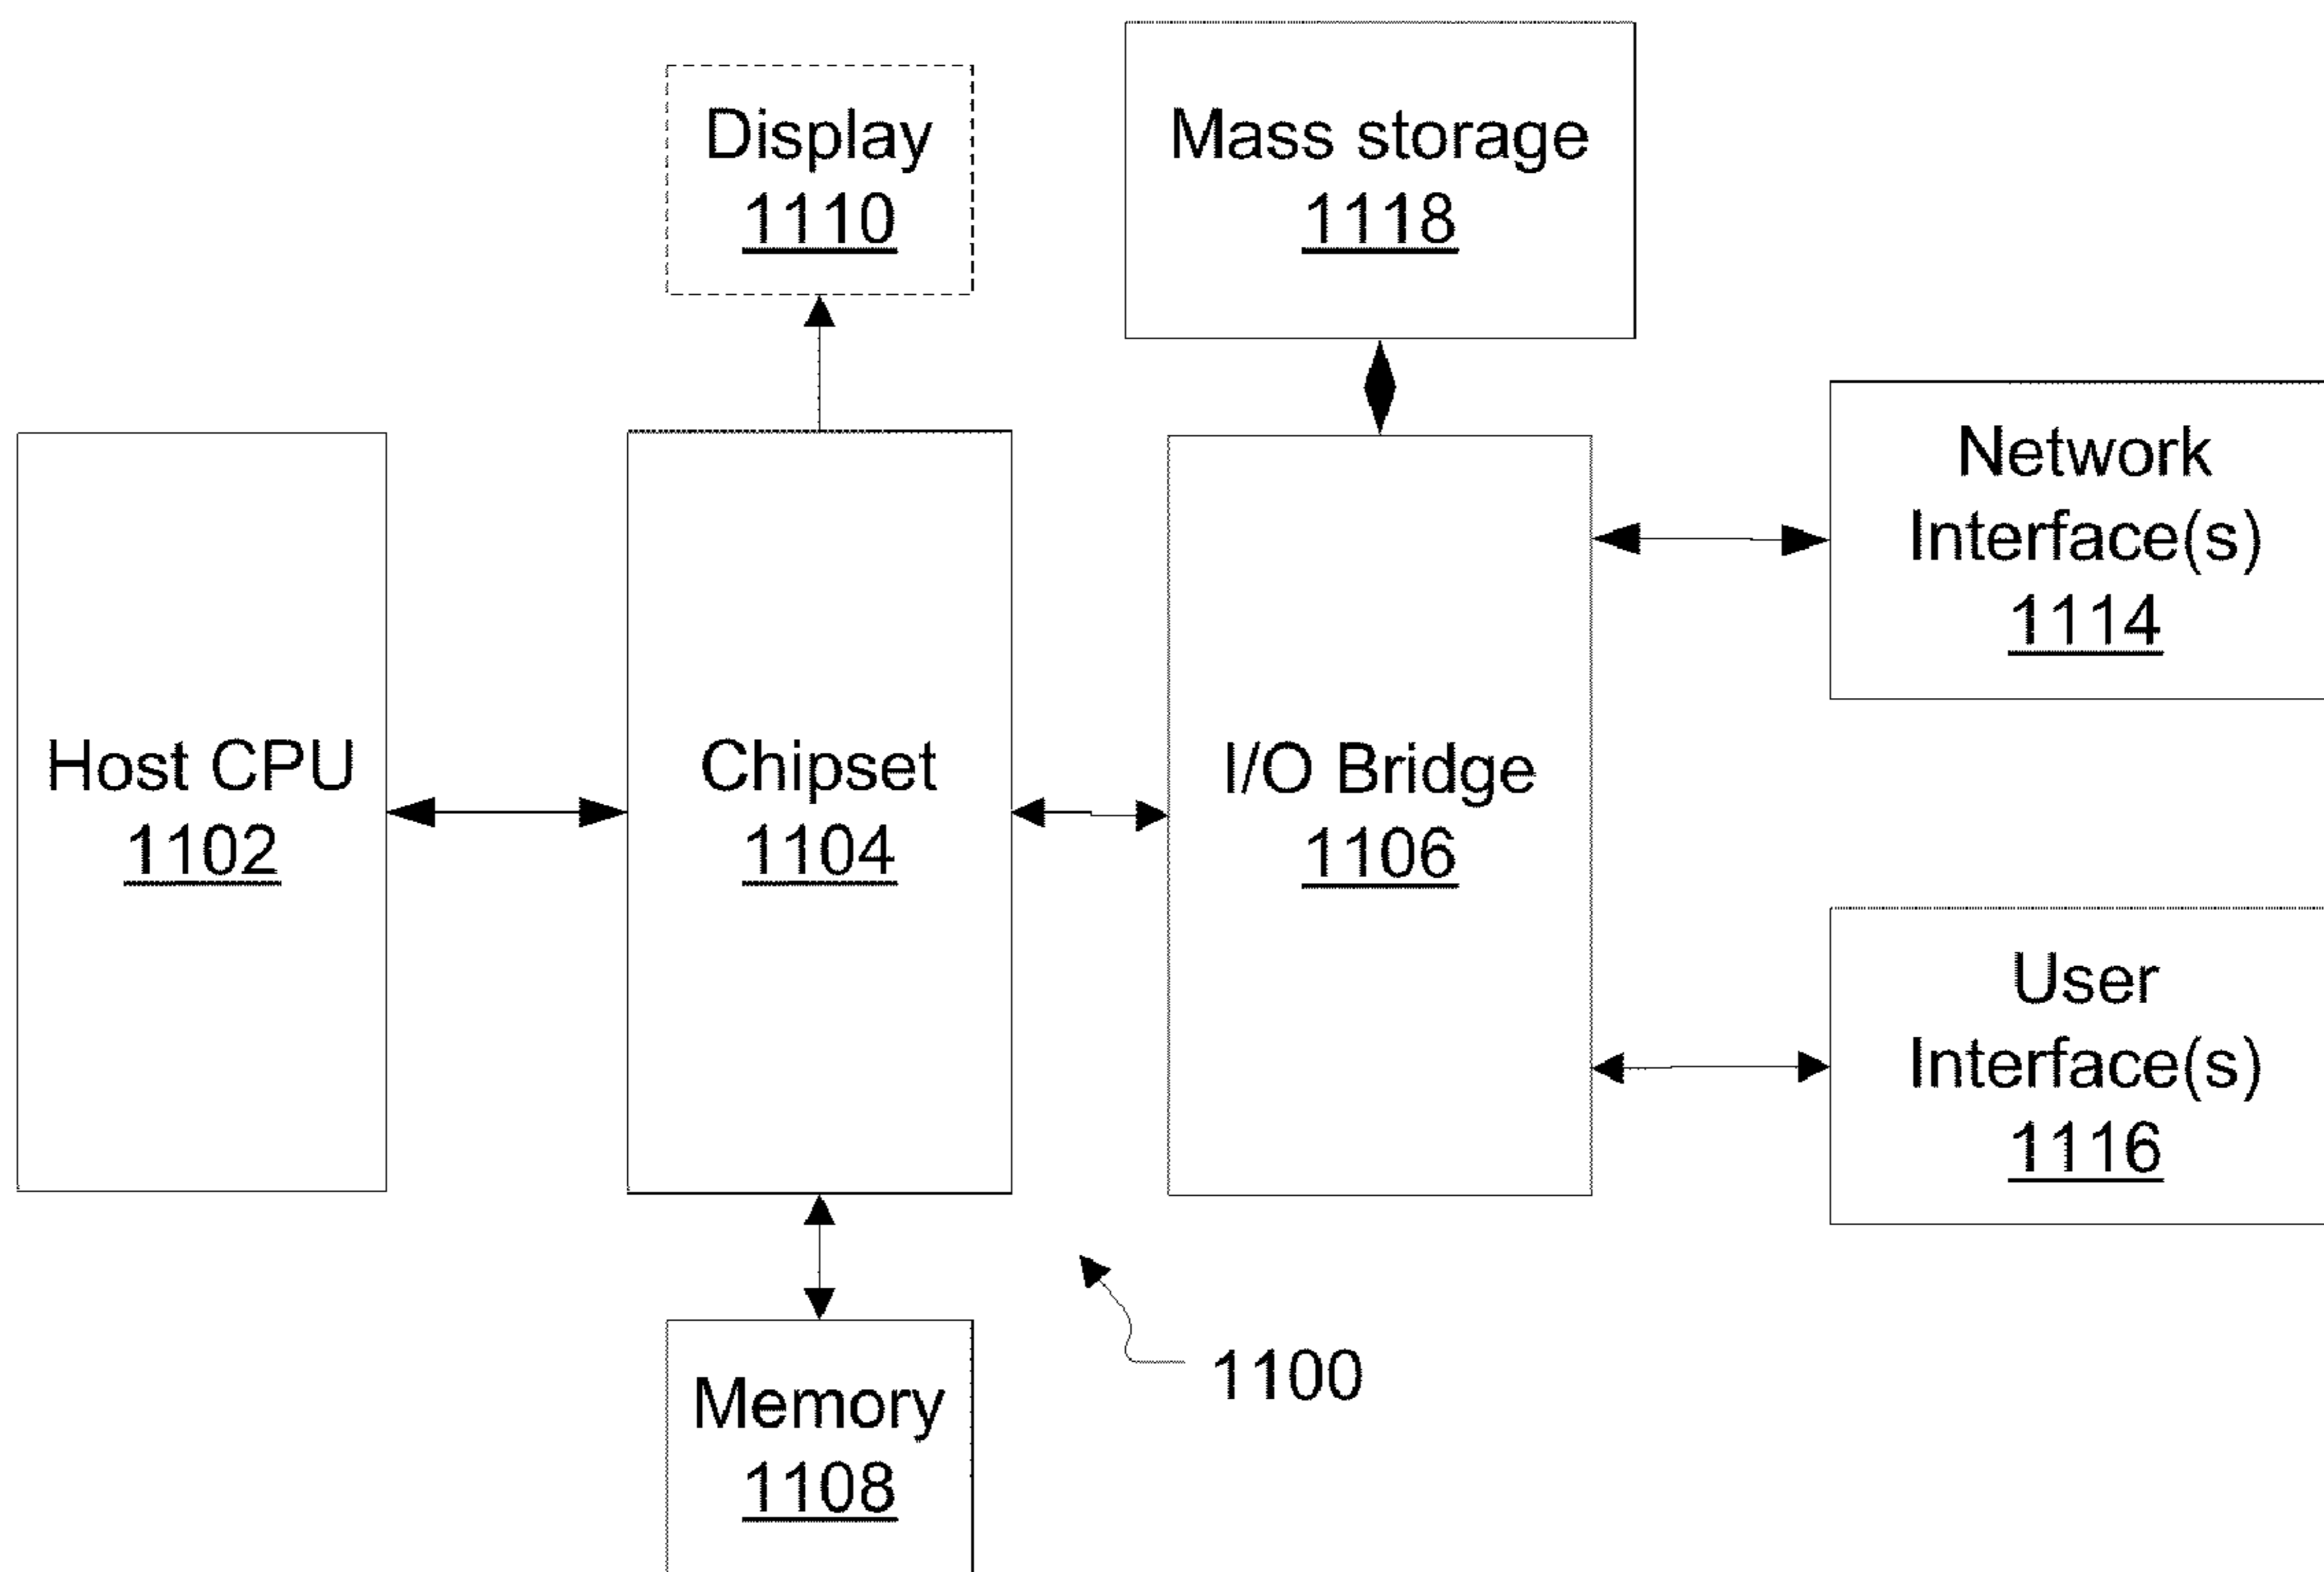 Display
1110
Mass storage
1118
Network
Interface(s)
1114
Host CPU
1102
Chipset
1104
I/O Bridge
1106
User
Interface(s)
1116
Memory
1108
1100